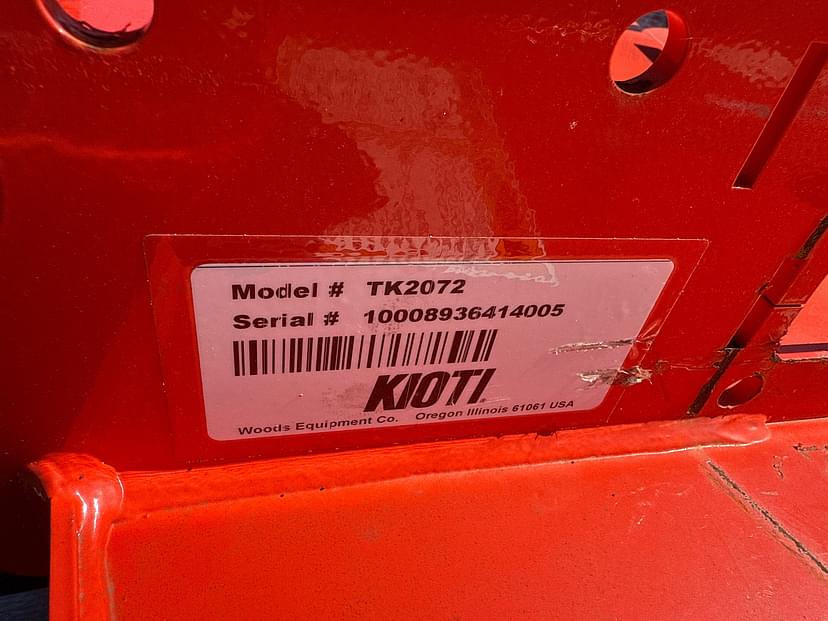 Model # TK2072
Serial # 10008936414005
KIOTI
Woods Equipment Co. Oregon Illinois 61061 USA